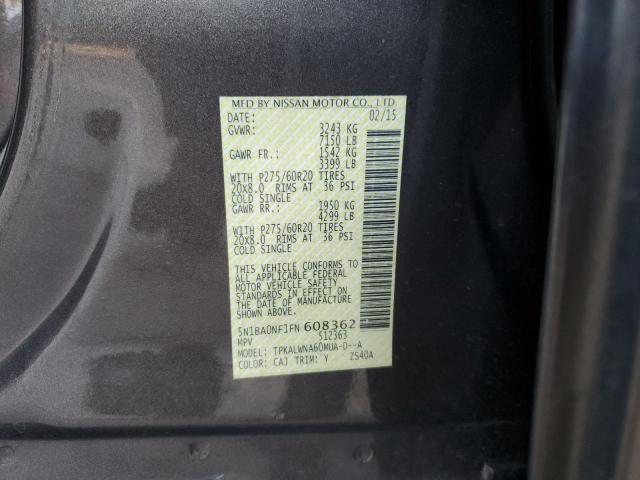 MFD BY NISSAN MOTOR CO., LTD.
DATE: 02/15
GVWR: 3243 KG
7150 LB
GAWR FR.: 1542 KG
3399 LB
WITH P275/60R20 TIRES
20X8.0 RIMS AT 36 PSI
COLD SINGLE
GAWR RR.: 1950 KG
4299 LB
WITH P275/60R20 TIRES
20X8.0 RIMS AT 36 PSI
COLD SINGLE
THIS VEHICLE CONFORMS TO
ALL APPLICABLE FEDERAL
MOTOR VEHICLE SAFETY
STANDARDS IN EFFECT ON
THE DATE OF MANUFACTURE
5N1BA0NF1FN 608362
MPV S12363
MODEL: TPKALWNA60MUA-D--A
COLOR: CAJ TRIM: Y ZS40A